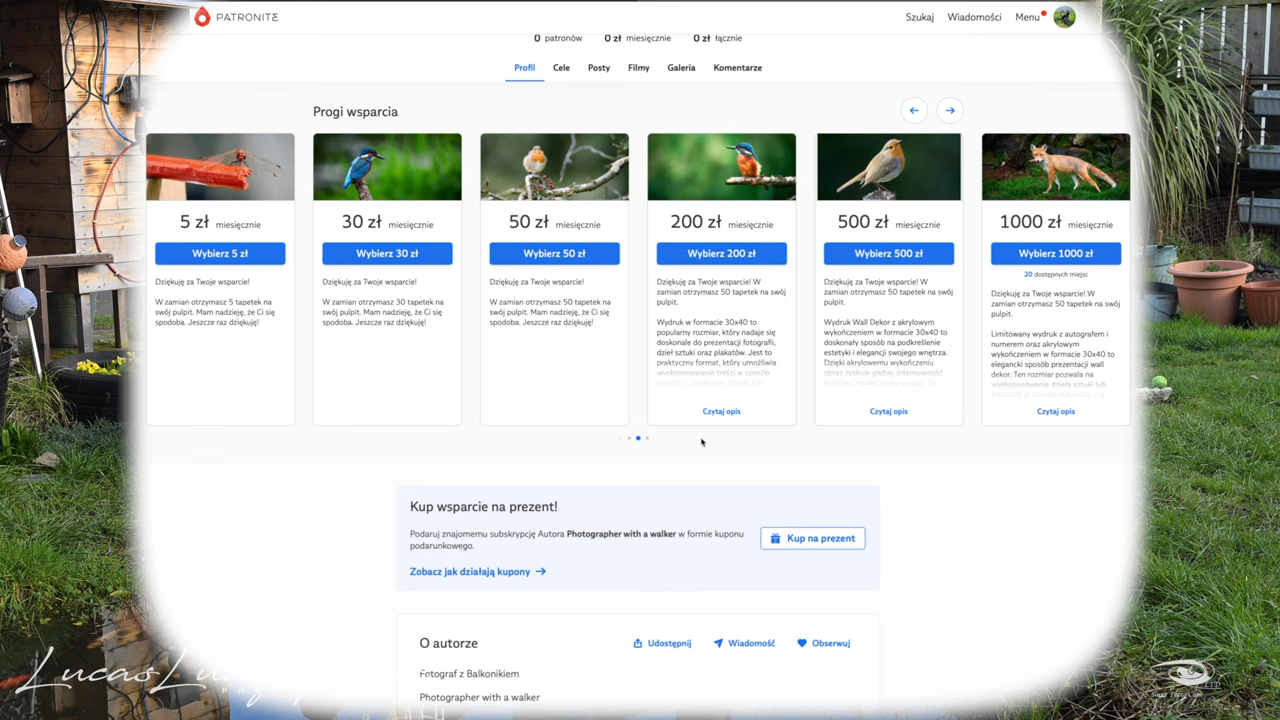 PATRONITE
Szukaj
Wiadomości
Menu
0 patronów
0 zł miesięcznie
0 zł łącznie
Profil
Cele
Posty
Filmy
Galeria
Komentarze
Progi wsparcia
5 zł miesięcznie
Wybierz 5 zł
Dziękuję za Twoje wsparcie!
W zamian otrzymasz 5 tapetek na
swój pulpit. Mam nadzieję, że Ci się
spodoba. Jeszcze raz dziękuję!
30 zł miesięcznie
Wybierz 30 zł
Dziękuję za Twoje wsparcie!
W zamian otrzymasz 30 tapetek na
swój pulpit. Mam nadzieję, że Ci się
spodoba. Jeszcze raz dziękuję!
50 zł miesięcznie
Wybierz 50 zł
Dziękuję za Twoje wsparcie!
W zamian otrzymasz 50 tapetek na
swój pulpit. Mam nadzieję, że Ci się
spodoba. Jeszcze raz dziękuję!
200 zł miesięcznie
Wybierz 200 zł
Dziękuję za Twoje wsparcie! W
zamian otrzymasz 50 tapetek na swój
pulpit.
Wydruk w formacie 30x40 to
popularny rozmiar, który nadaje się
doskonale do prezentacji fotografii,
dzieł sztuki oraz plakatów. Jest to
praktyczny format, który umożliwia
wyeksponowanie treści w sposób
Czytaj opis
500 zł miesięcznie
Wybierz 500 zł
Dziękuję za Twoje wsparcie! W
zamian otrzymasz 50 tapetek na swój
pulpit.
Wydruk Wall Dekor z akrylowym
wykończeniem w formacie 30x40 to
doskonały sposób na podkreślenie
estetyki i elegancji swojego wnętrza.
Dzięki akrylowemu wykończeniu
obraz zyskuje głębię, intensywność
Czytaj opis
1000 zł miesięcznie
Wybierz 1000 zł
20 dostępnych miejsc
Dziękuję za Twoje wsparcie! W
zamian otrzymasz 50 tapetek na swój
pulpit.
Limitowany wydruk z autografem i
numerem oraz akrylowym
wykończeniem w formacie 30x40 to
elegancki sposób prezentacji wall
dekor. Ten rozmiar pozwala na
wyeksponowanie dzieła sztuki lub
Czytaj opis
Kup wsparcie na prezent!
Podaruj znajomemu subskrypcję Autora Photographer with a walker w formie kuponu
podarunkowego.
Kup na prezent
Zobacz jak działają kupony
O autorze
Udostępnij
Wiadomość
Obserwuj
Fotograf z Balkonikiem
Photographer with a walker